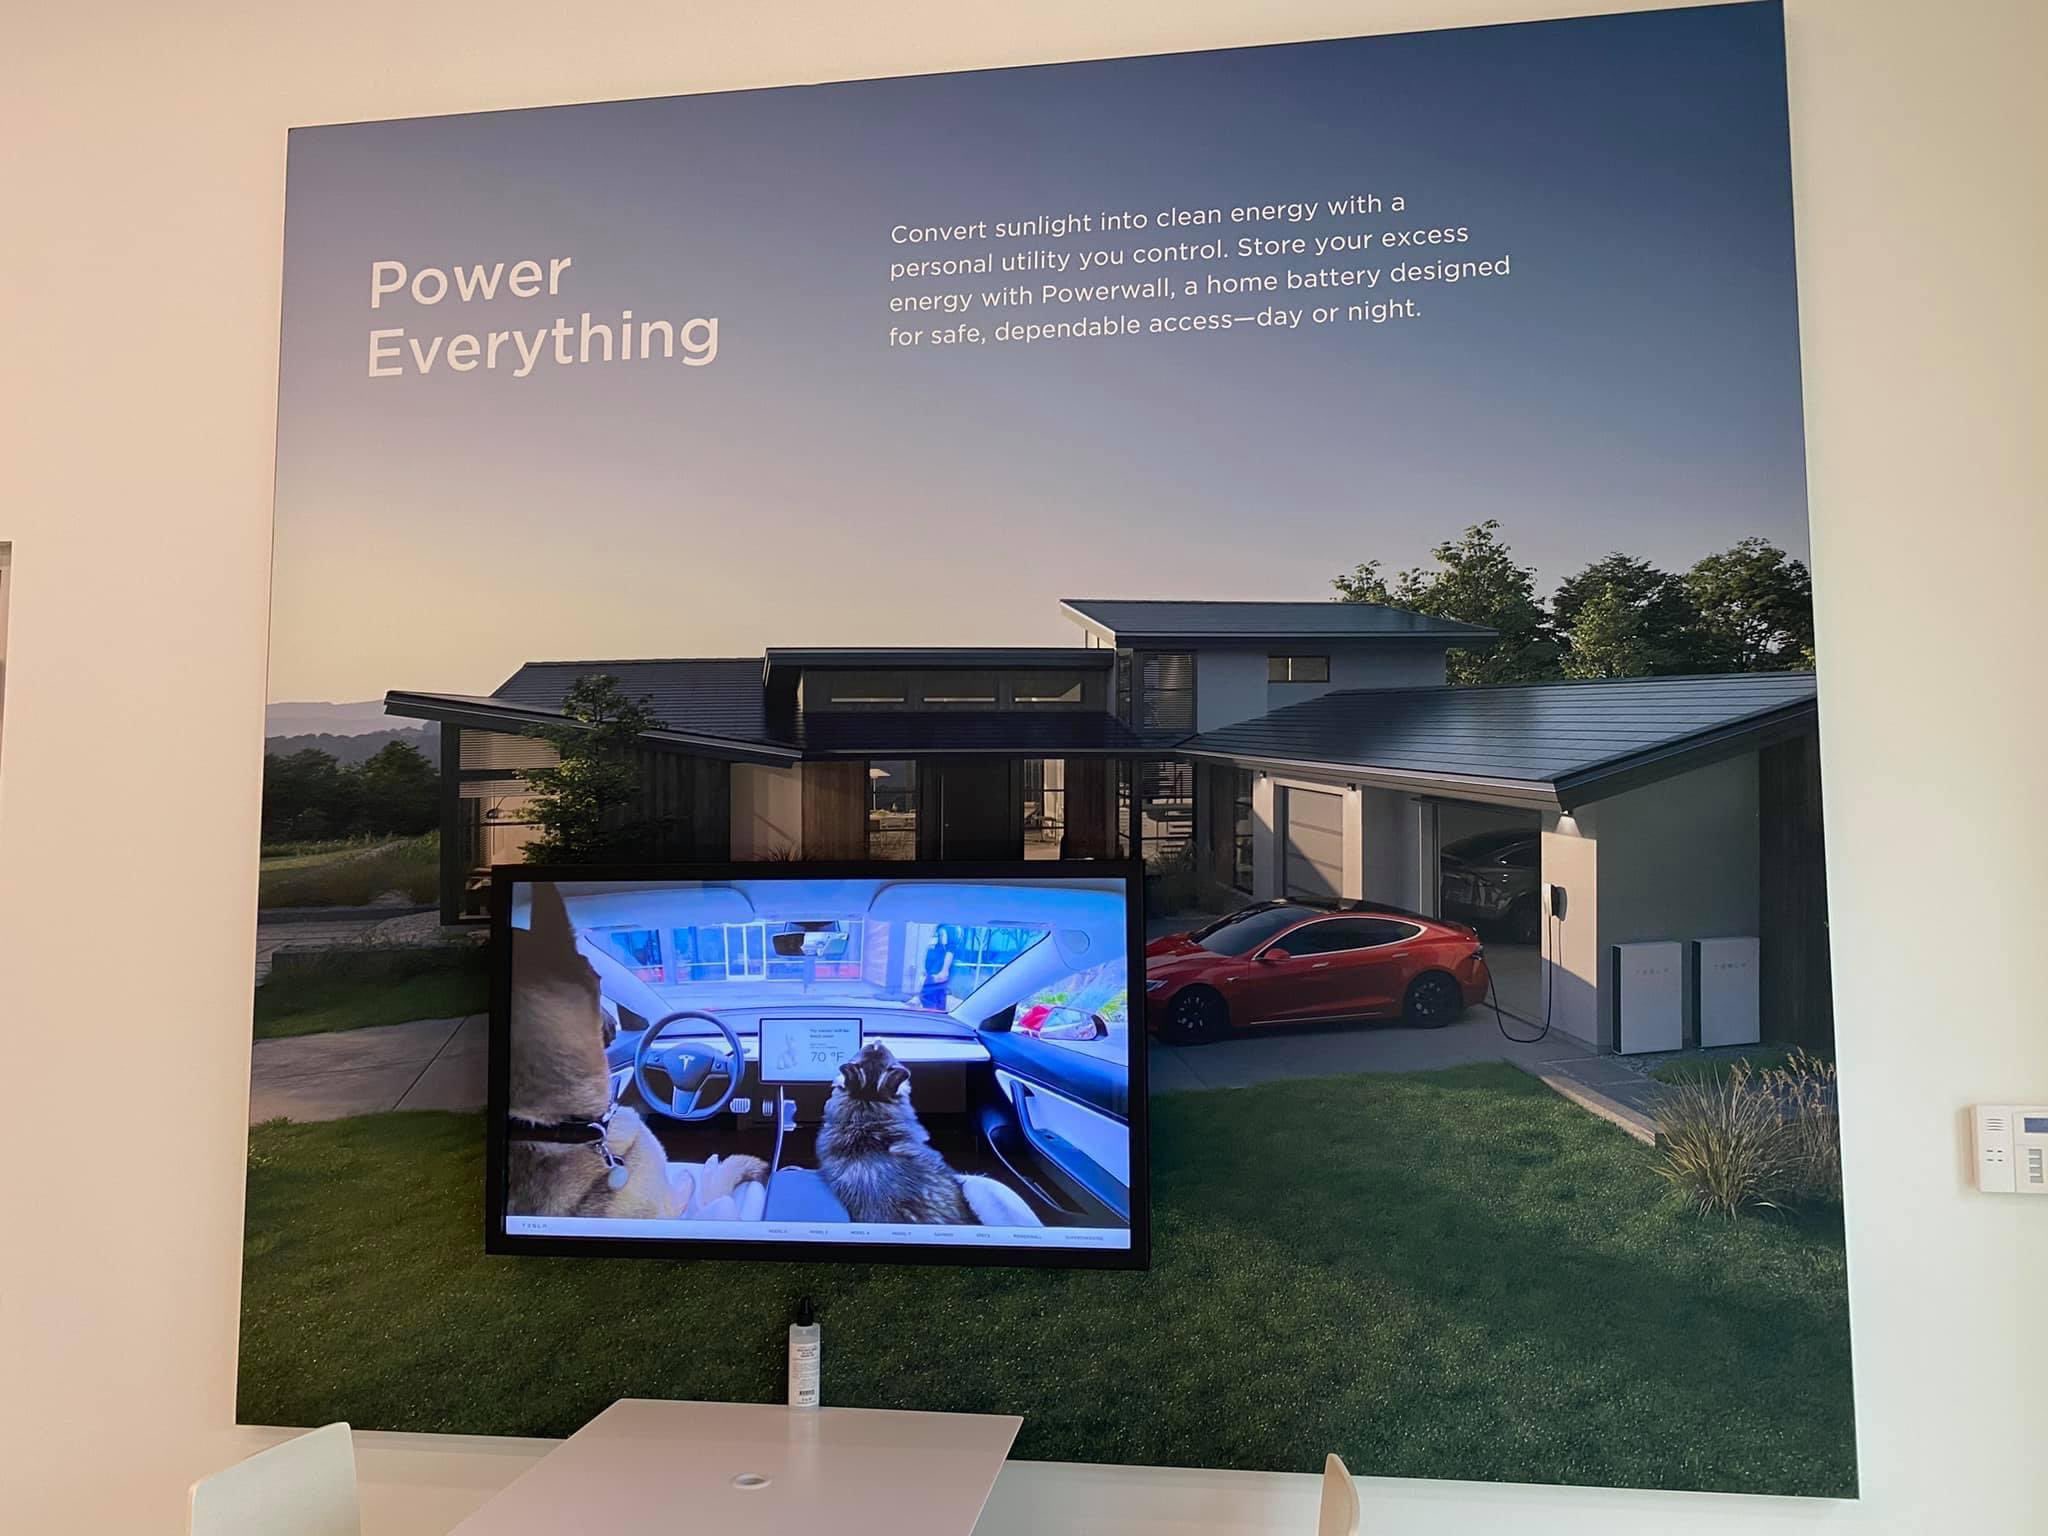 Power
Everything
Convert sunlight into clean energy with a
personal utility you control. Store your excess
energy with Powerwall, a home battery designed
for safe, dependable access—day or night.
TESLA
TESLA
70 °F
TESLA